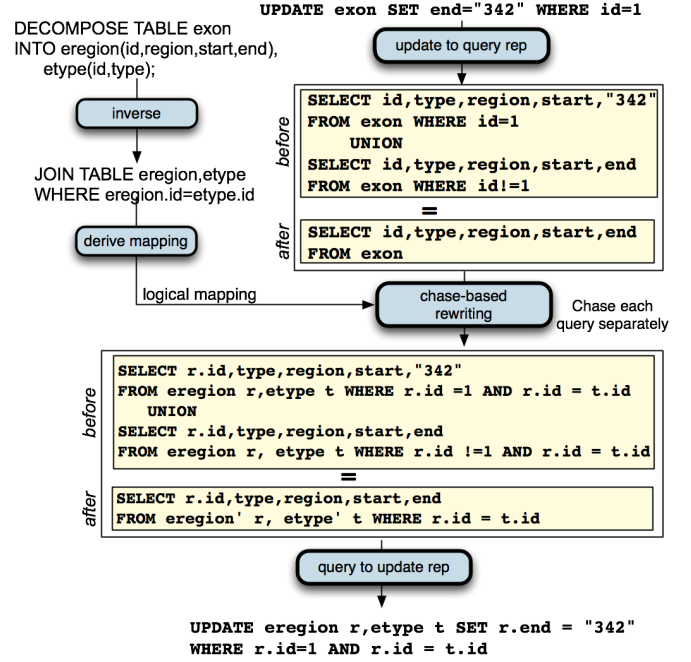 UPDATE exon SET end="342" WHERE id=1
DECOMPOSE TABLE exon
INTO eregion(id,region,start,end),
etype(id,type);
update to query rep
inverse
before
SELECT id,type,region,start,"342"
FROM exon WHERE id=1
UNION
SELECT id,type,region,start,end
FROM exon WHERE id!=1
=
after
SELECT id,type,region,start,end
FROM exon
JOIN TABLE eregion,etype
WHERE eregion.id=etype.id
derive mapping
logical mapping
chase-based
rewriting
Chase each
query separately
before
SELECT r.id,type,region,start,"342"
FROM eregion r,etype t WHERE r.id =1 AND r.id = t.id
UNION
SELECT r.id,type,region,start,end
FROM eregion r, etype t WHERE r.id !=1 AND r.id = t.id
=
after
SELECT r.id,type,region,start,end
FROM eregion' r, etype' t WHERE r.id = t.id
query to update rep
UPDATE eregion r,etype t SET r.end = "342"
WHERE r.id=1 AND r.id = t.id